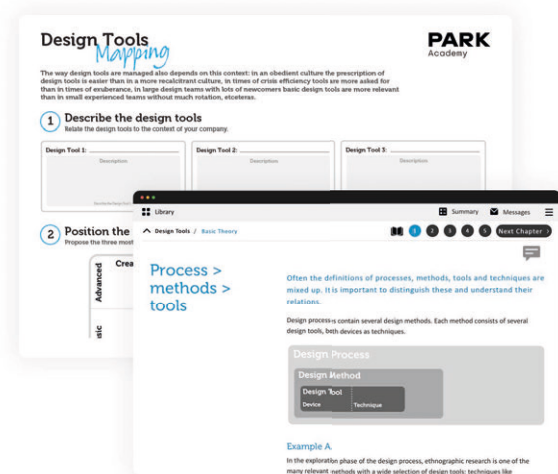 Design Tools
Mapping
PARK
Academy
The way design tools are managed also depends on this context: in an obedient culture the prescription of
design tools is easier than in a more recalcitrant culture, in times of crisis efficiency tools are more asked for
than in times of exuberance, in large design teams with lots of newcomers basic design tools are more relevant
than in small experienced teams without much rotation, etceteras.
1 Describe the design tools
Relate the design tools to the context of your company.
Design Tool 1:
Design Tool 2:
Design Tool 3:
Description
Description
Description
2 Position the
Propose the three most
Advanced
Crea
sic
Library
Summary
Messages
Design Tools / Basic Theory
1 2 3 4 5 Next Chapter >
Process >
methods >
tools
Often the definitions of processes, methods, tools and techniques are
mixed up. It is important to distinguish these and understand their
relations.
Design process-s contain several design methods. Each method consists of several
design tools, both devices as techniques.
Design Process
Design Method
Design Tool
Device
Technique
Example A.
In the exploration phase of the design process, ethnographic research is one of the
many relevant methods with a wide selection of design tools: techniques like